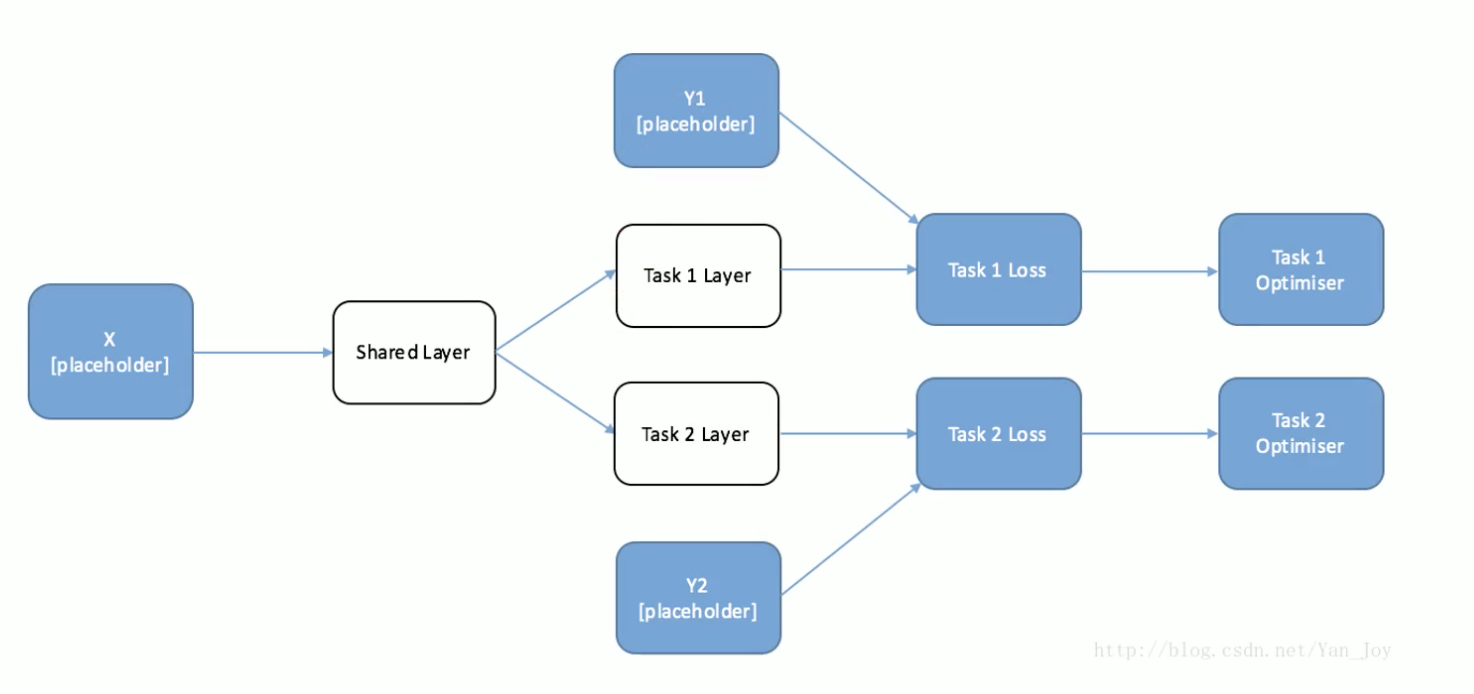 Y1
[placeholder]
Task 1 Layer
Task 1 Loss
Task 1
Optimiser
X
[placeholder]
Shared Layer
Task 2 Layer
Task 2 Loss
Task 2
Optimiser
Y2
[placeholder]
http://blog.csdn.net/Yan_Joy